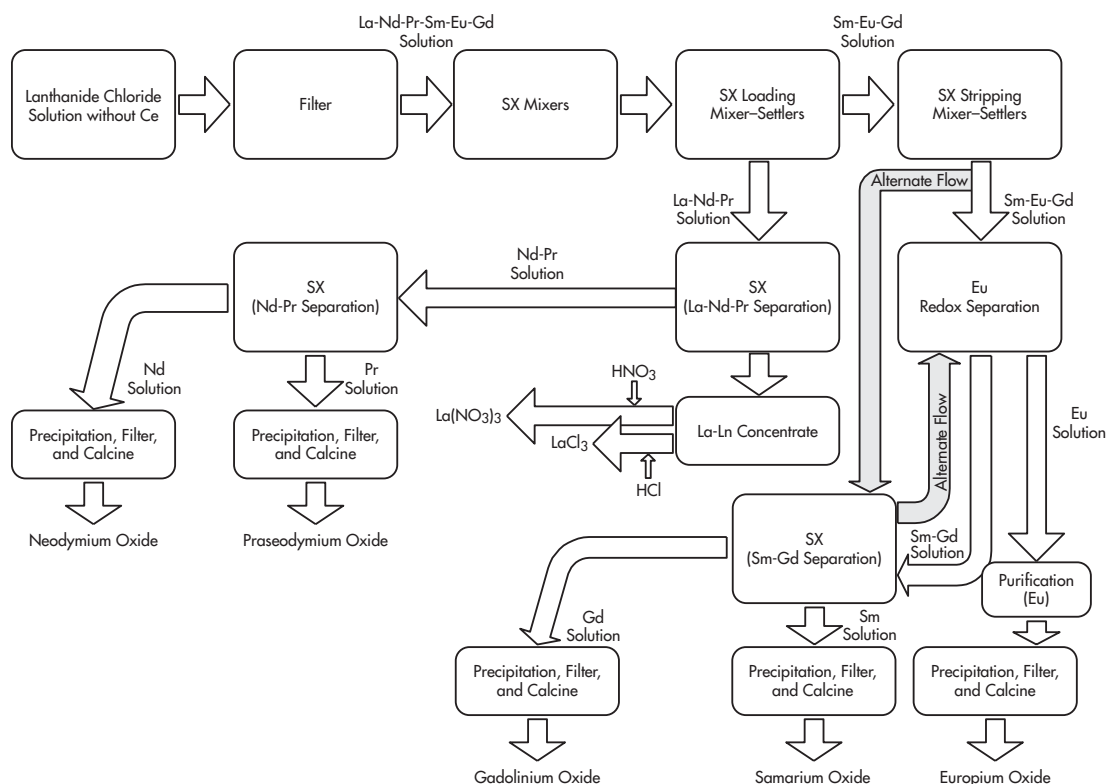 La-Nd-Pr-Sm-Eu-Gd
Solution
Sm-Eu-Gd
Solution
Lanthanide Chloride
Solution without Ce
Filter
SX Mixers
SX Loading
Mixer–Settlers
SX Stripping
Mixer–Settlers
Alternate Flow
La-Nd-Pr
Solution
Sm-Eu-Gd
Solution
Nd-Pr
Solution
SX
(Nd-Pr Separation)
SX
(La-Nd-Pr Separation)
Eu
Redox Separation
Nd
Solution
Pr
Solution
HNO3
La(NO3)3
LaCl3
HCl
La-Ln Concentrate
Alternate Flow
Eu
Solution
Precipitation, Filter,
and Calcine
Precipitation, Filter,
and Calcine
Neodymium Oxide
Praseodymium Oxide
SX
(Sm-Gd Separation)
Sm-Gd
Solution
Purification
(Eu)
Gd
Solution
Sm
Solution
Precipitation, Filter,
and Calcine
Precipitation, Filter,
and Calcine
Precipitation, Filter,
and Calcine
Gadolinium Oxide
Samarium Oxide
Europium Oxide